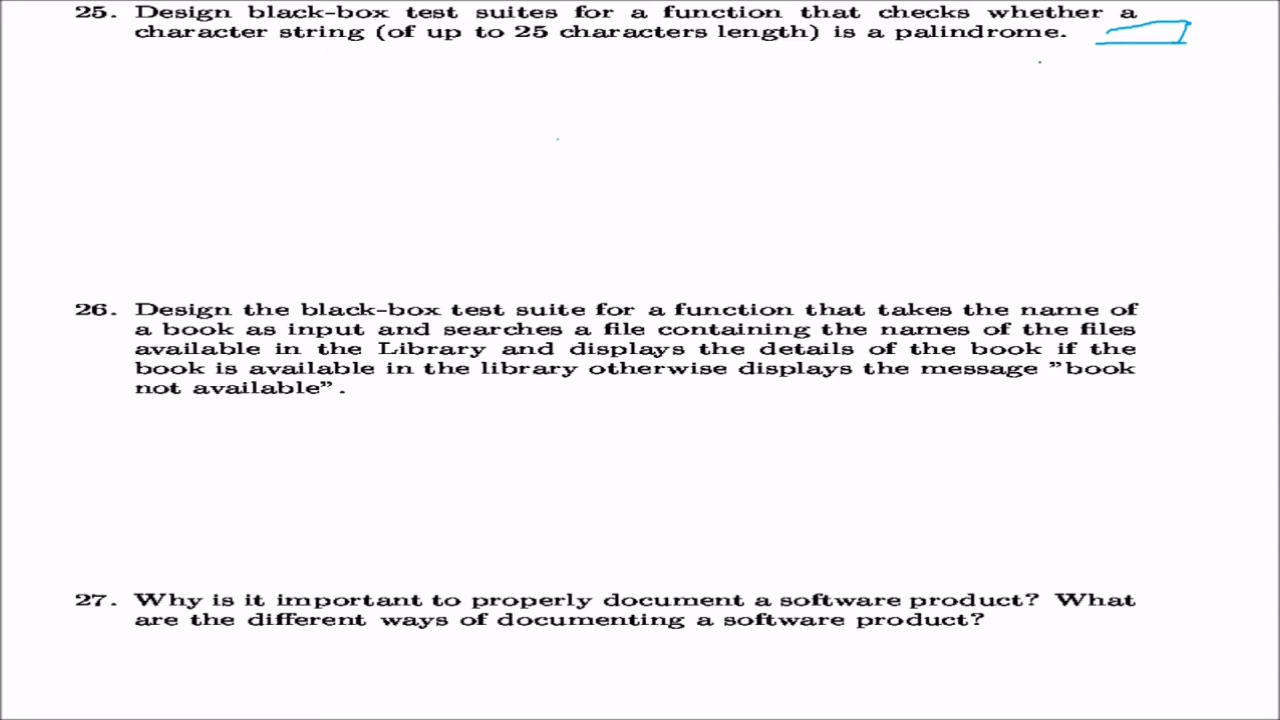 25. Design black-box test suites for a function that checks whether a
character string (of up to 25 characters length) is a palindrome.
26. Design the black-box test suite for a function that takes the name of
a book as input and searches a file containing the names of the files
available in the Library and displays the details of the book if the
book is available in the library otherwise displays the message ”book
not available”.
27. Why is it important to properly document a software product? What
are the different ways of documenting a software product?